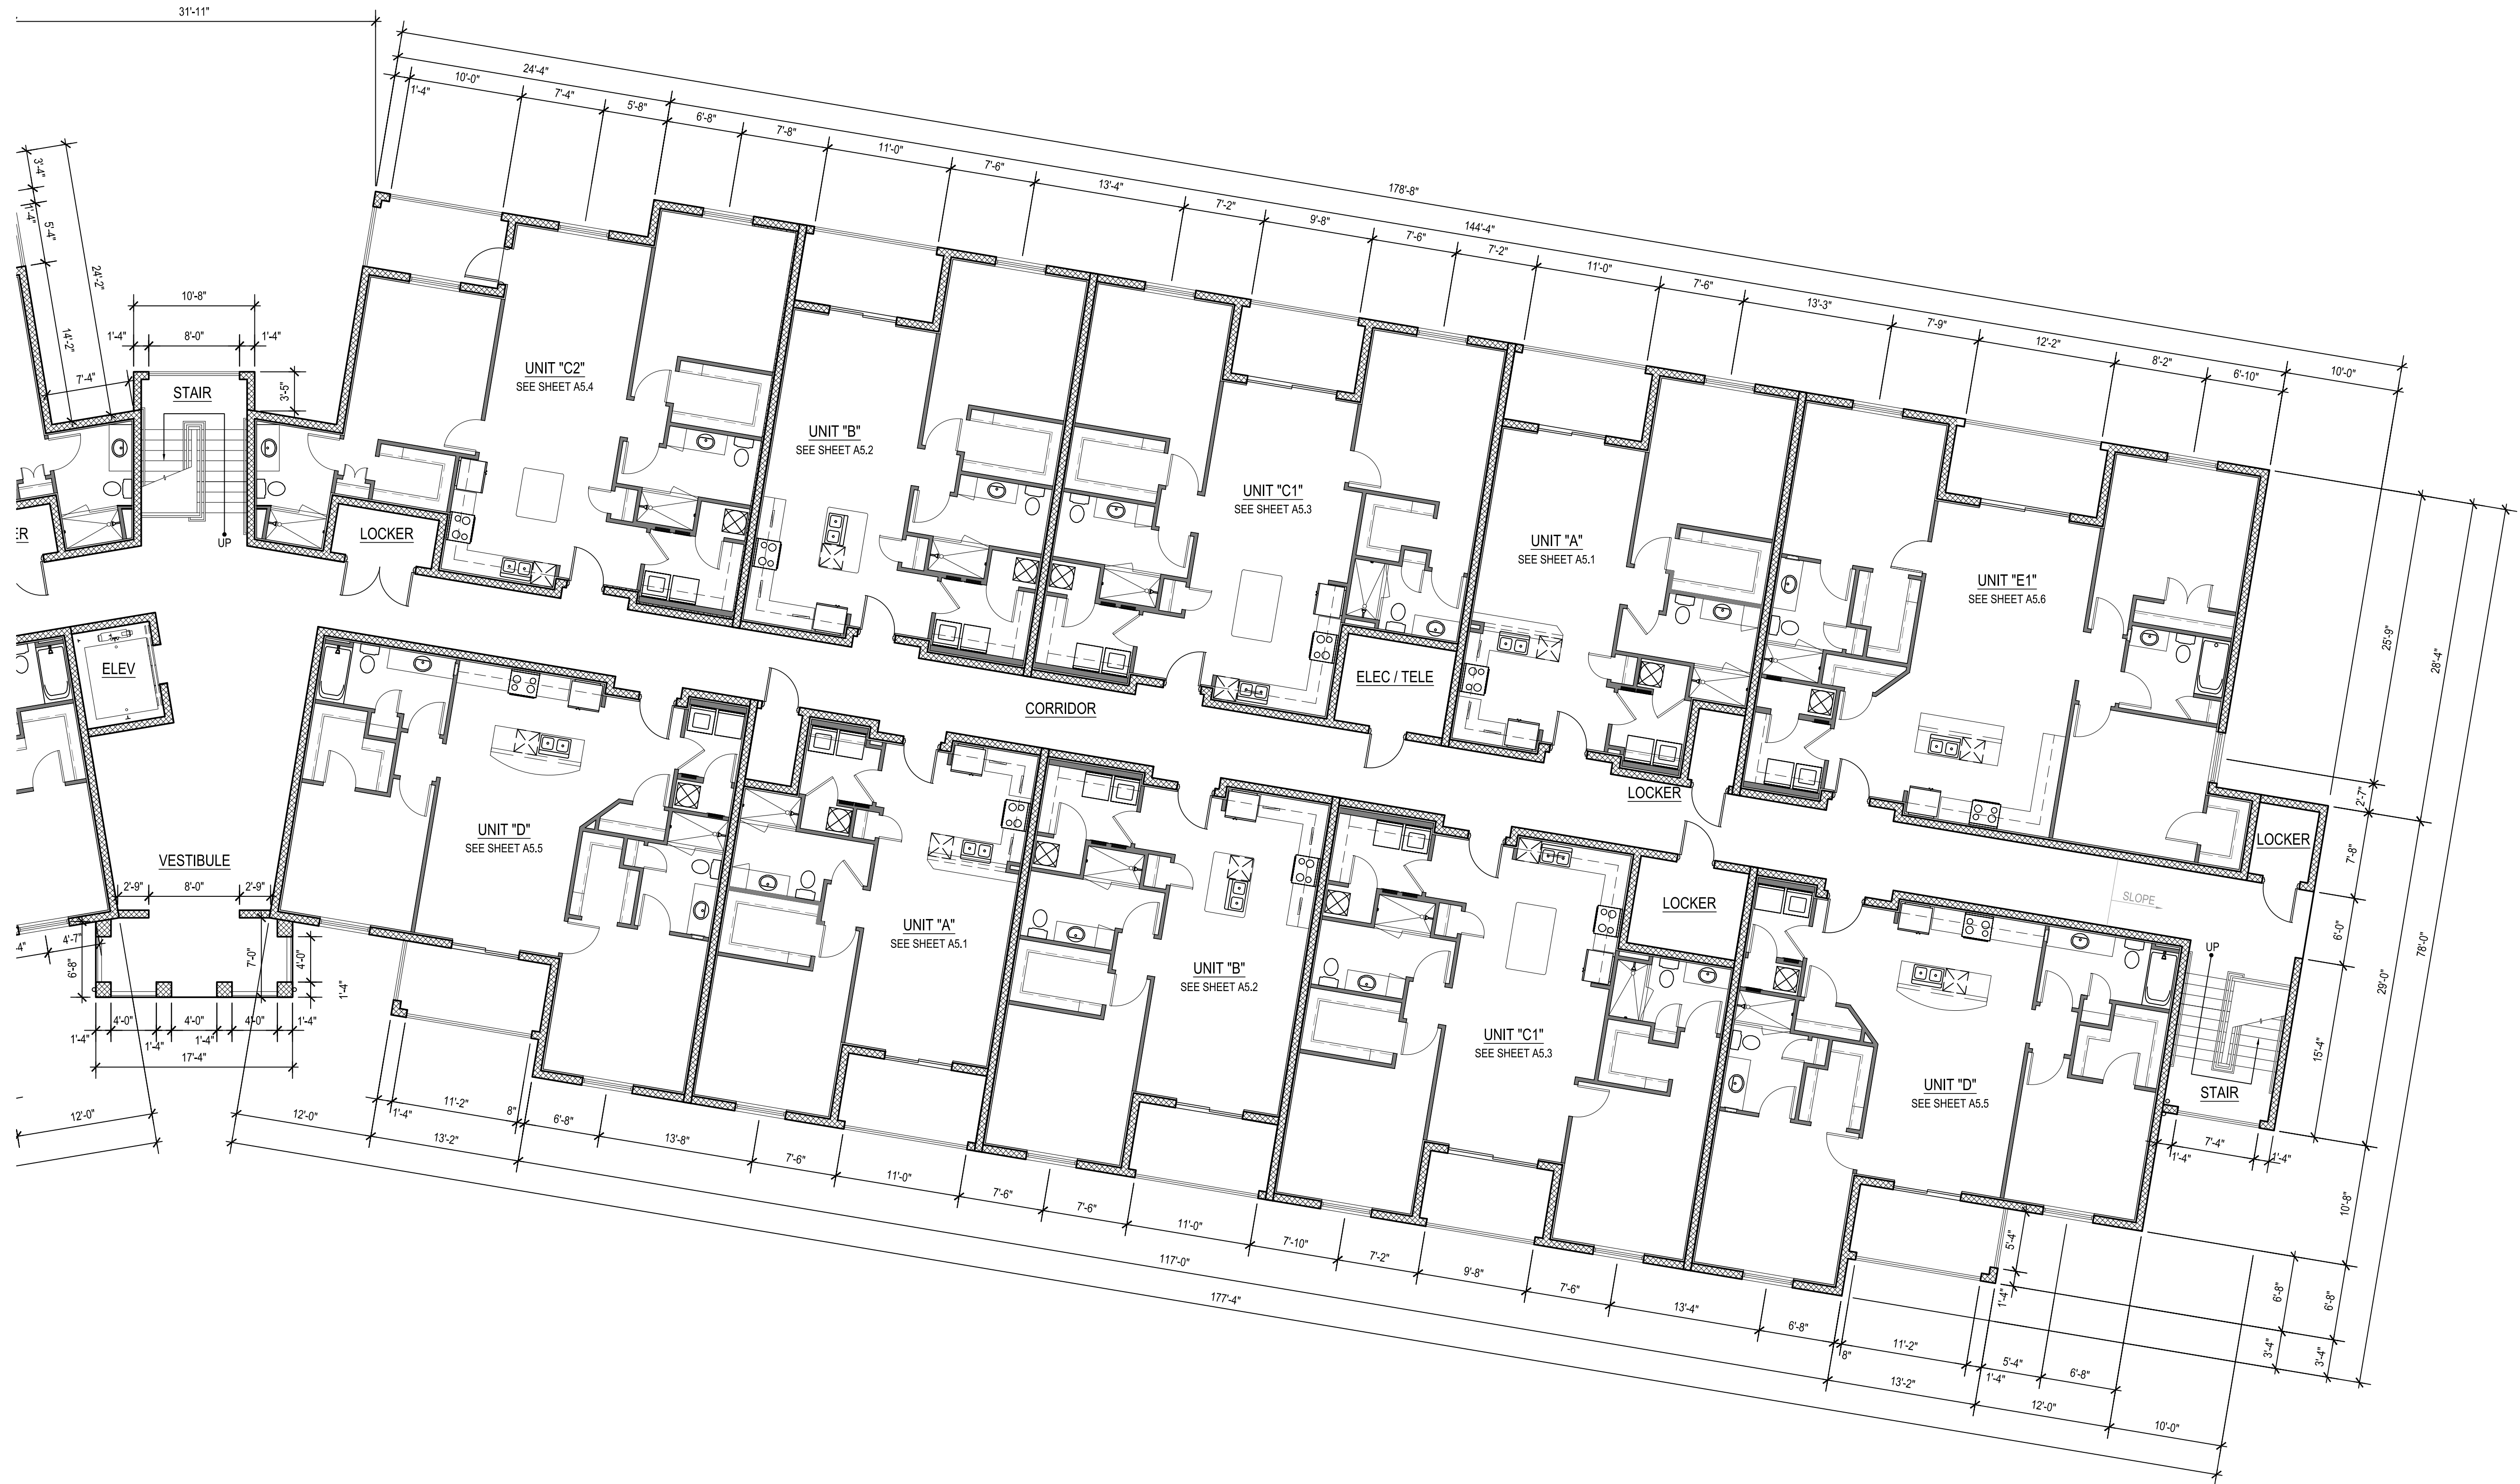 31'-11"
24'-4"
10'-0"
1'-4"
7'-4"
5'-8"
6'-8"
7'-8"
11'-0"
7'-6"
13'-4"
178'-8"
144'-4"
7'-2"
9'-8"
7'-6"
7'-2"
11'-0"
7'-6"
13'-3"
7'-9"
12'-2"
8'-2"
6'-10"
10'-0"
3'-4"
1'-4"
5'-4"
24'-2"
14'-2"
7'-4"
10'-8"
1'-4"
8'-0"
1'-4"
3'-5"
STAIR
UP
ER
LOCKER
UNIT "C2"
SEE SHEET A5.4
UNIT "B"
SEE SHEET A5.2
UNIT "C1"
SEE SHEET A5.3
UNIT "A"
SEE SHEET A5.1
UNIT "E1"
SEE SHEET A5.6
ELEC / TELE
ELEV
CORRIDOR
LOCKER
LOCKER
25'-9"
28'-4"
2'-7"
7'-8"
6'-0"
78'-0"
29'-0"
15'-4"
10'-8"
VESTIBULE
2'-9"
8'-0"
2'-9"
-4"
4'-7"
6'-8"
7'-0"
4'-0"
1'-4"
4'-0"
4'-0"
4'-0"
1'-4"
1'-4"
1'-4"
1'-4"
17'-4"
12'-0"
UNIT "D"
SEE SHEET A5.5
UNIT "A"
SEE SHEET A5.1
UNIT "B"
SEE SHEET A5.2
UNIT "C1"
SEE SHEET A5.3
LOCKER
UNIT "D"
SEE SHEET A5.5
SLOPE
UP
STAIR
7'-4"
1'-4"
1'-4"
12'-0"
1'-4"
11'-2"
8"
13'-2"
6'-8"
13'-8"
7'-6"
11'-0"
7'-6"
7'-6"
11'-0"
7'-10"
7'-2"
9'-8"
7'-6"
13'-4"
6'-8"
8"
11'-2"
1'-4"
5'-4"
6'-8"
117'-0"
177'-4"
13'-2"
12'-0"
10'-0"
5'-4"
1'-4"
6'-8"
6'-8"
3'-4"
3'-4"